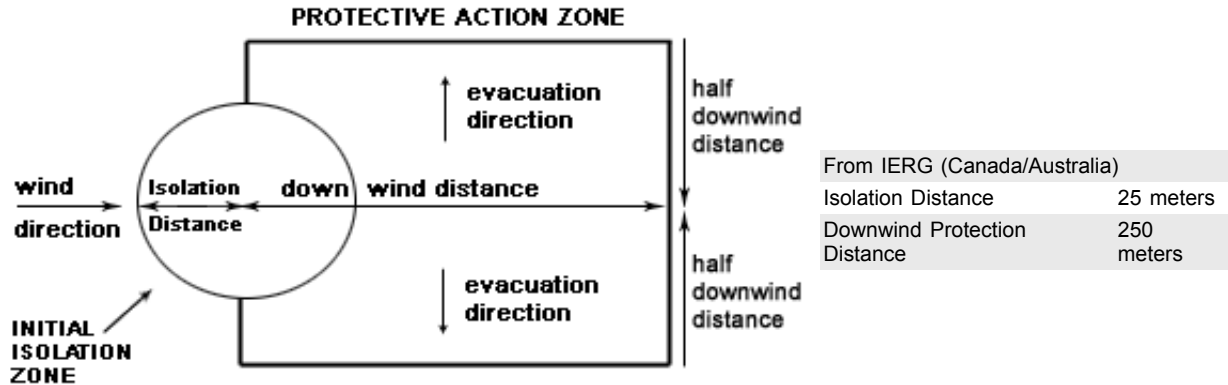 PROTECTIVE ACTION ZONE
evacuation
direction
half
downwind
distance
wind
direction
Isolation
Distance
down wind distance
evacuation
direction
half
downwind
distance
INITIAL
ISOLATION
ZONE
From IERG (Canada/Australia)
Isolation Distance 25 meters
Downwind Protection 250
Distance meters